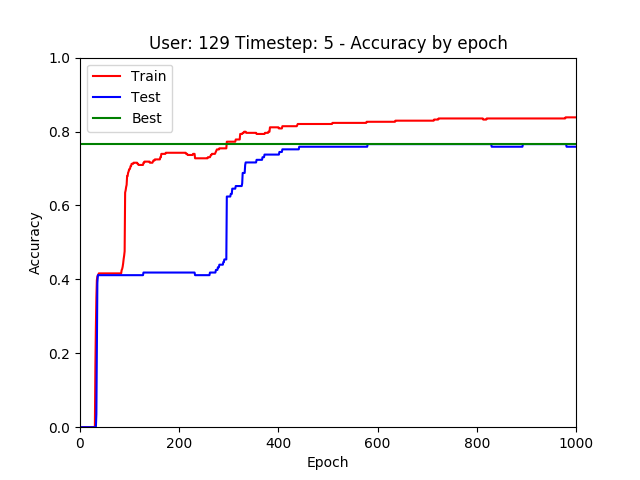 User: 129 Timestep: 5 - Accuracy by epoch
Train
Test
Best
Accuracy
1.0
0.8
0.6
0.4
0.2
0.0
0 200 400 600 800 1000
Epoch